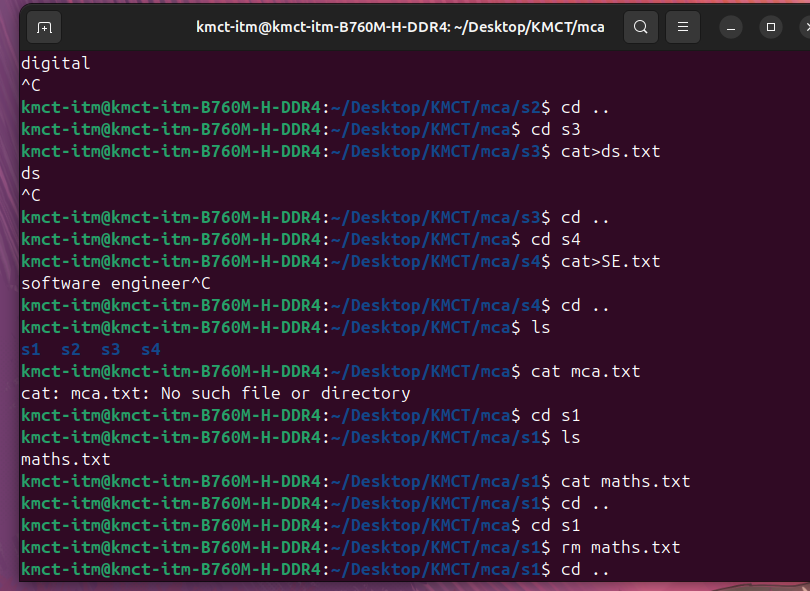 kmct-itm@kmct-itm-B760M-H-DDR4: ~/Desktop/KMCT/mca
digital
^C
kmct-itm@kmct-itm-B760M-H-DDR4:~/Desktop/KMCT/mca/s2$ cd ..
kmct-itm@kmct-itm-B760M-H-DDR4:~/Desktop/KMCT/mca$ cd s3
kmct-itm@kmct-itm-B760M-H-DDR4:~/Desktop/KMCT/mca/s3$ cat>ds.txt
ds
^C
kmct-itm@kmct-itm-B760M-H-DDR4:~/Desktop/KMCT/mca/s3$ cd ..
kmct-itm@kmct-itm-B760M-H-DDR4:~/Desktop/KMCT/mca$ cd s4
kmct-itm@kmct-itm-B760M-H-DDR4:~/Desktop/KMCT/mca/s4$ cat>SE.txt
software engineer^C
kmct-itm@kmct-itm-B760M-H-DDR4:~/Desktop/KMCT/mca/s4$ cd ..
kmct-itm@kmct-itm-B760M-H-DDR4:~/Desktop/KMCT/mca$ ls
s1  s2  s3  s4
kmct-itm@kmct-itm-B760M-H-DDR4:~/Desktop/KMCT/mca$ cat mca.txt
cat: mca.txt: No such file or directory
kmct-itm@kmct-itm-B760M-H-DDR4:~/Desktop/KMCT/mca$ cd s1
kmct-itm@kmct-itm-B760M-H-DDR4:~/Desktop/KMCT/mca/s1$ ls
maths.txt
kmct-itm@kmct-itm-B760M-H-DDR4:~/Desktop/KMCT/mca/s1$ cat maths.txt
kmct-itm@kmct-itm-B760M-H-DDR4:~/Desktop/KMCT/mca/s1$ cd ..
kmct-itm@kmct-itm-B760M-H-DDR4:~/Desktop/KMCT/mca$ cd s1
kmct-itm@kmct-itm-B760M-H-DDR4:~/Desktop/KMCT/mca/s1$ rm maths.txt
kmct-itm@kmct-itm-B760M-H-DDR4:~/Desktop/KMCT/mca/s1$ cd ..